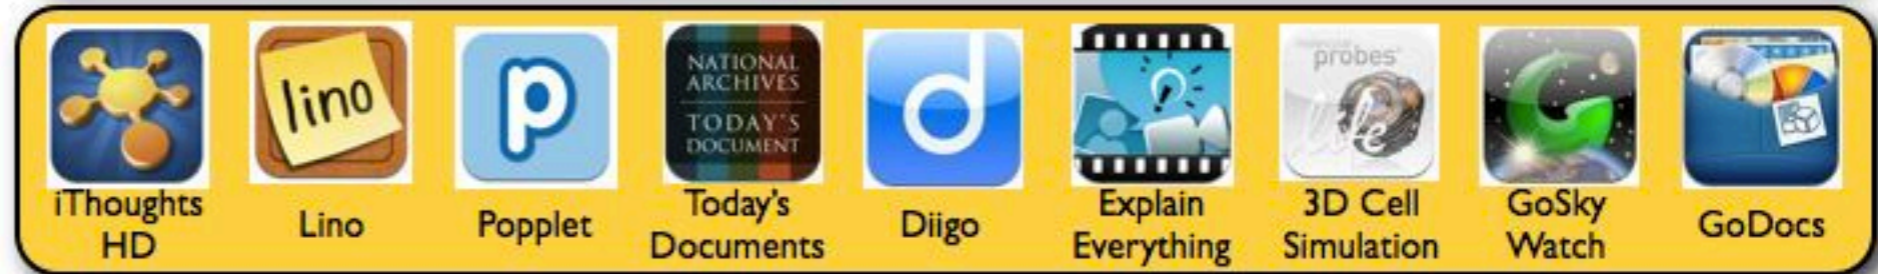 lino
p
NATIONAL
ARCHIVES
TODAY'S
DOCUMENT
d
probes
life
G
iThoughts
HD
Lino
Popplet
Today's
Documents
Diigo
Explain
Everything
3D Cell
Simulation
GoSky
Watch
GoDocs